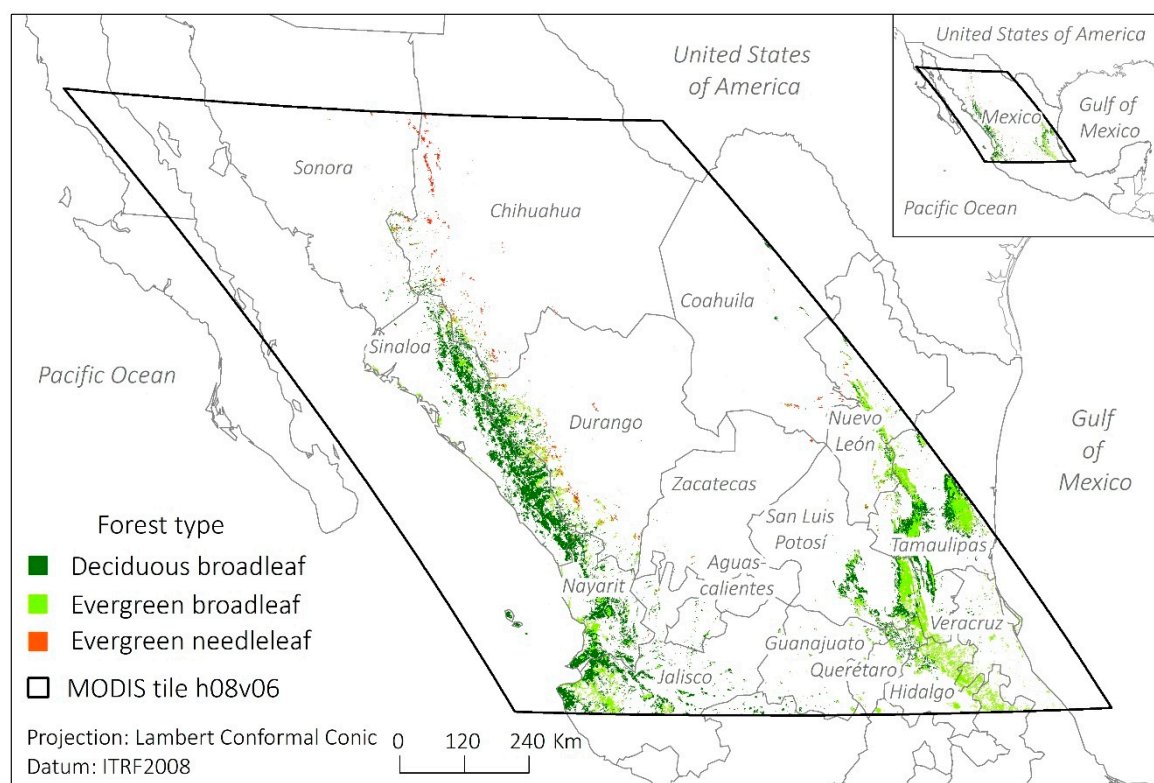 United States
of America
Sonora
Chihuahua
Coahuila
Sinaloa
Durango
Nuevo
León
Zacatecas
San Luis
Potosí
Tamaulipas
Nayarit
Aguas-
calientes
Veracruz
Guanajuato
Querétaro
Hidalgo
Jalisco
Pacific Ocean
Gulf
of
Mexico
United States of America
Mexico
Gulf of
Mexico
Pacific Ocean
Forest type
Deciduous broadleaf
Evergreen broadleaf
Evergreen needleleaf
MODIS tile h08v06
Projection: Lambert Conformal Conic
Datum: ITRF2008
0 120 240 Km